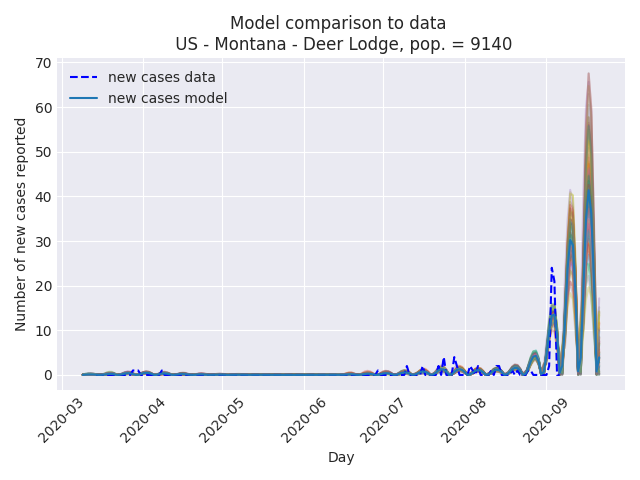 Model comparison to data
US - Montana - Deer Lodge, pop. = 9140
new cases data
new cases model
Number of new cases reported
70
60
50
40
30
20
10
0
2020-03
2020-04
2020-05
2020-06
2020-07
2020-08
2020-09
Day